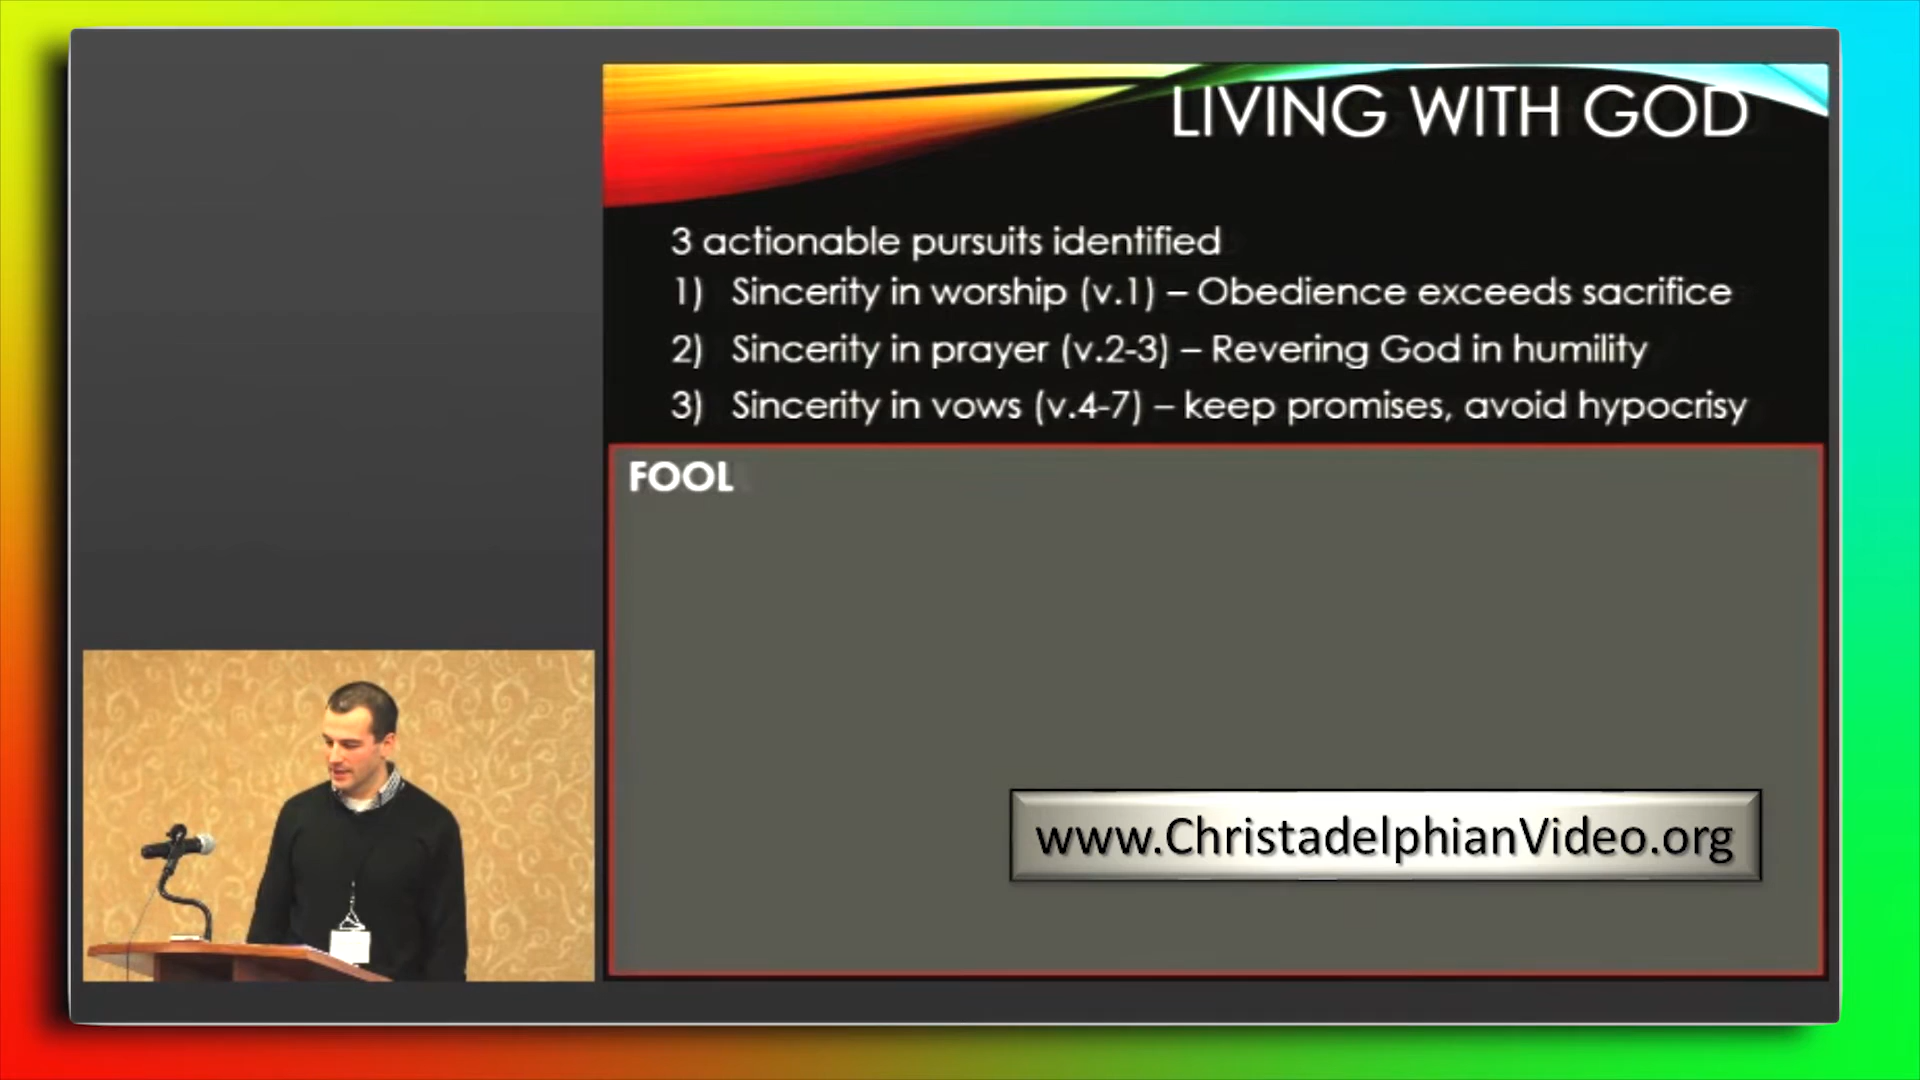 LIVING WITH GOD
3 actionable pursuits identified
1) Sincerity in worship (v.1) – Obedience exceeds sacrifice
2) Sincerity in prayer (v.2-3) – Revering God in humility
3) Sincerity in vows (v.4-7) – keep promises, avoid hypocrisy
FOOL
www.ChristadelphianVideo.org